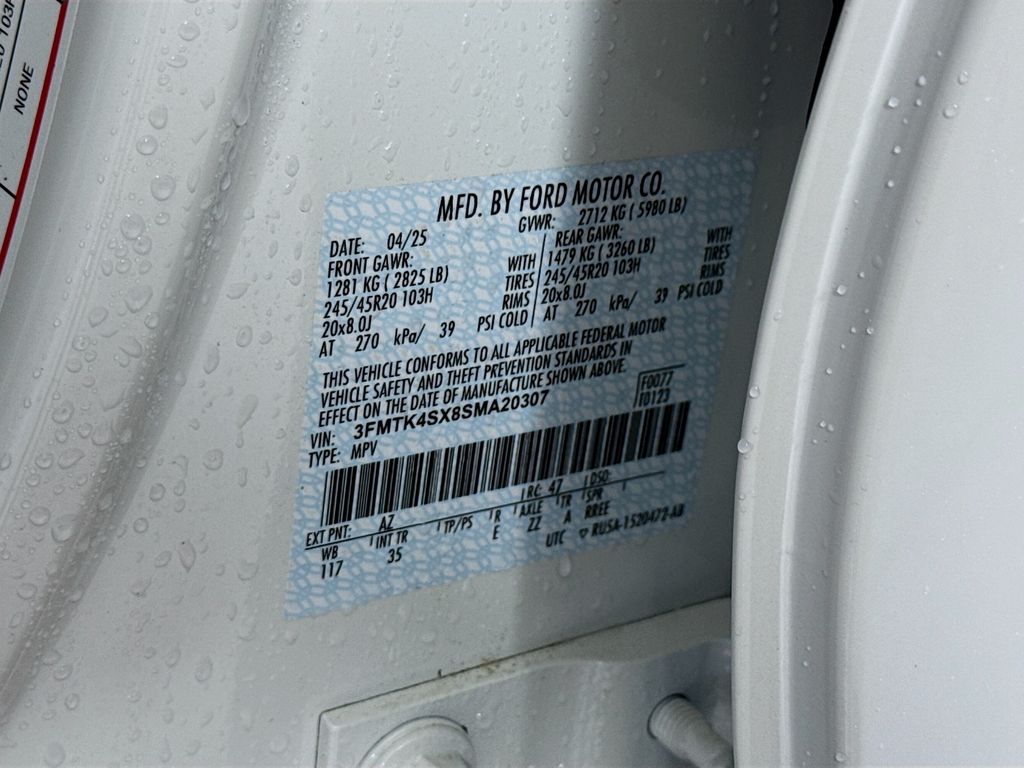 NONE
MFD. BY FORD MOTOR CO.
DATE: 04/25 GVWR: 2712 KG ( 5980 LB)
FRONT GAWR: REAR GAWR:
1281 KG ( 2825 LB) WITH 1479 KG ( 3260 LB) WITH
245/45R20 103H TIRES 245/45R20 103H TIRES
20x8.0J RIMS 20x8.0J RIMS
AT 270 kPa/ 39 PSI COLD AT 270 kPa/ 39 PSI COLD
THIS VEHICLE CONFORMS TO ALL APPLICABLE FEDERAL MOTOR
VEHICLE SAFETY AND THEFT PREVENTION STANDARDS IN
EFFECT ON THE DATE OF MANUFACTURE SHOWN ABOVE.
VIN: 3FMTK4SX8SMA20307 F0077
TYPE: MPV T0123
EXT PNT: AZ RC: 47 DSO:
WB INT TR TP/PS R AXLE TR SPR
117 35 E ZZ A RREE
UTC ▽ RUSA-1520472-AB